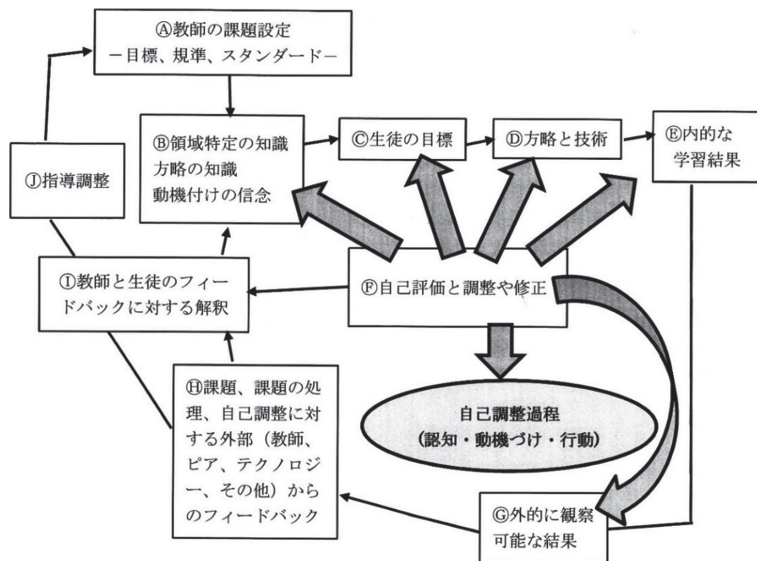 Ⓐ教師の課題設定
－目標、規準、スタンダード－
Ⓑ領域特定の知識
方略の知識
動機付けの信念
Ⓒ生徒の目標
Ⓓ方略と技術
Ⓔ内的な
学習結果
Ⓙ指導調整
Ⓘ教師と生徒のフィー
ドバックに対する解釈
Ⓕ自己評価と調整や修正
Ⓗ課題、課題の処
理、自己調整に対
する外部（教師、
ピア、テクノロジ
ー、その他）から
のフィードバック
自己調整過程
(認知・動機づけ・行動)
Ⓖ外的に観察
可能な結果